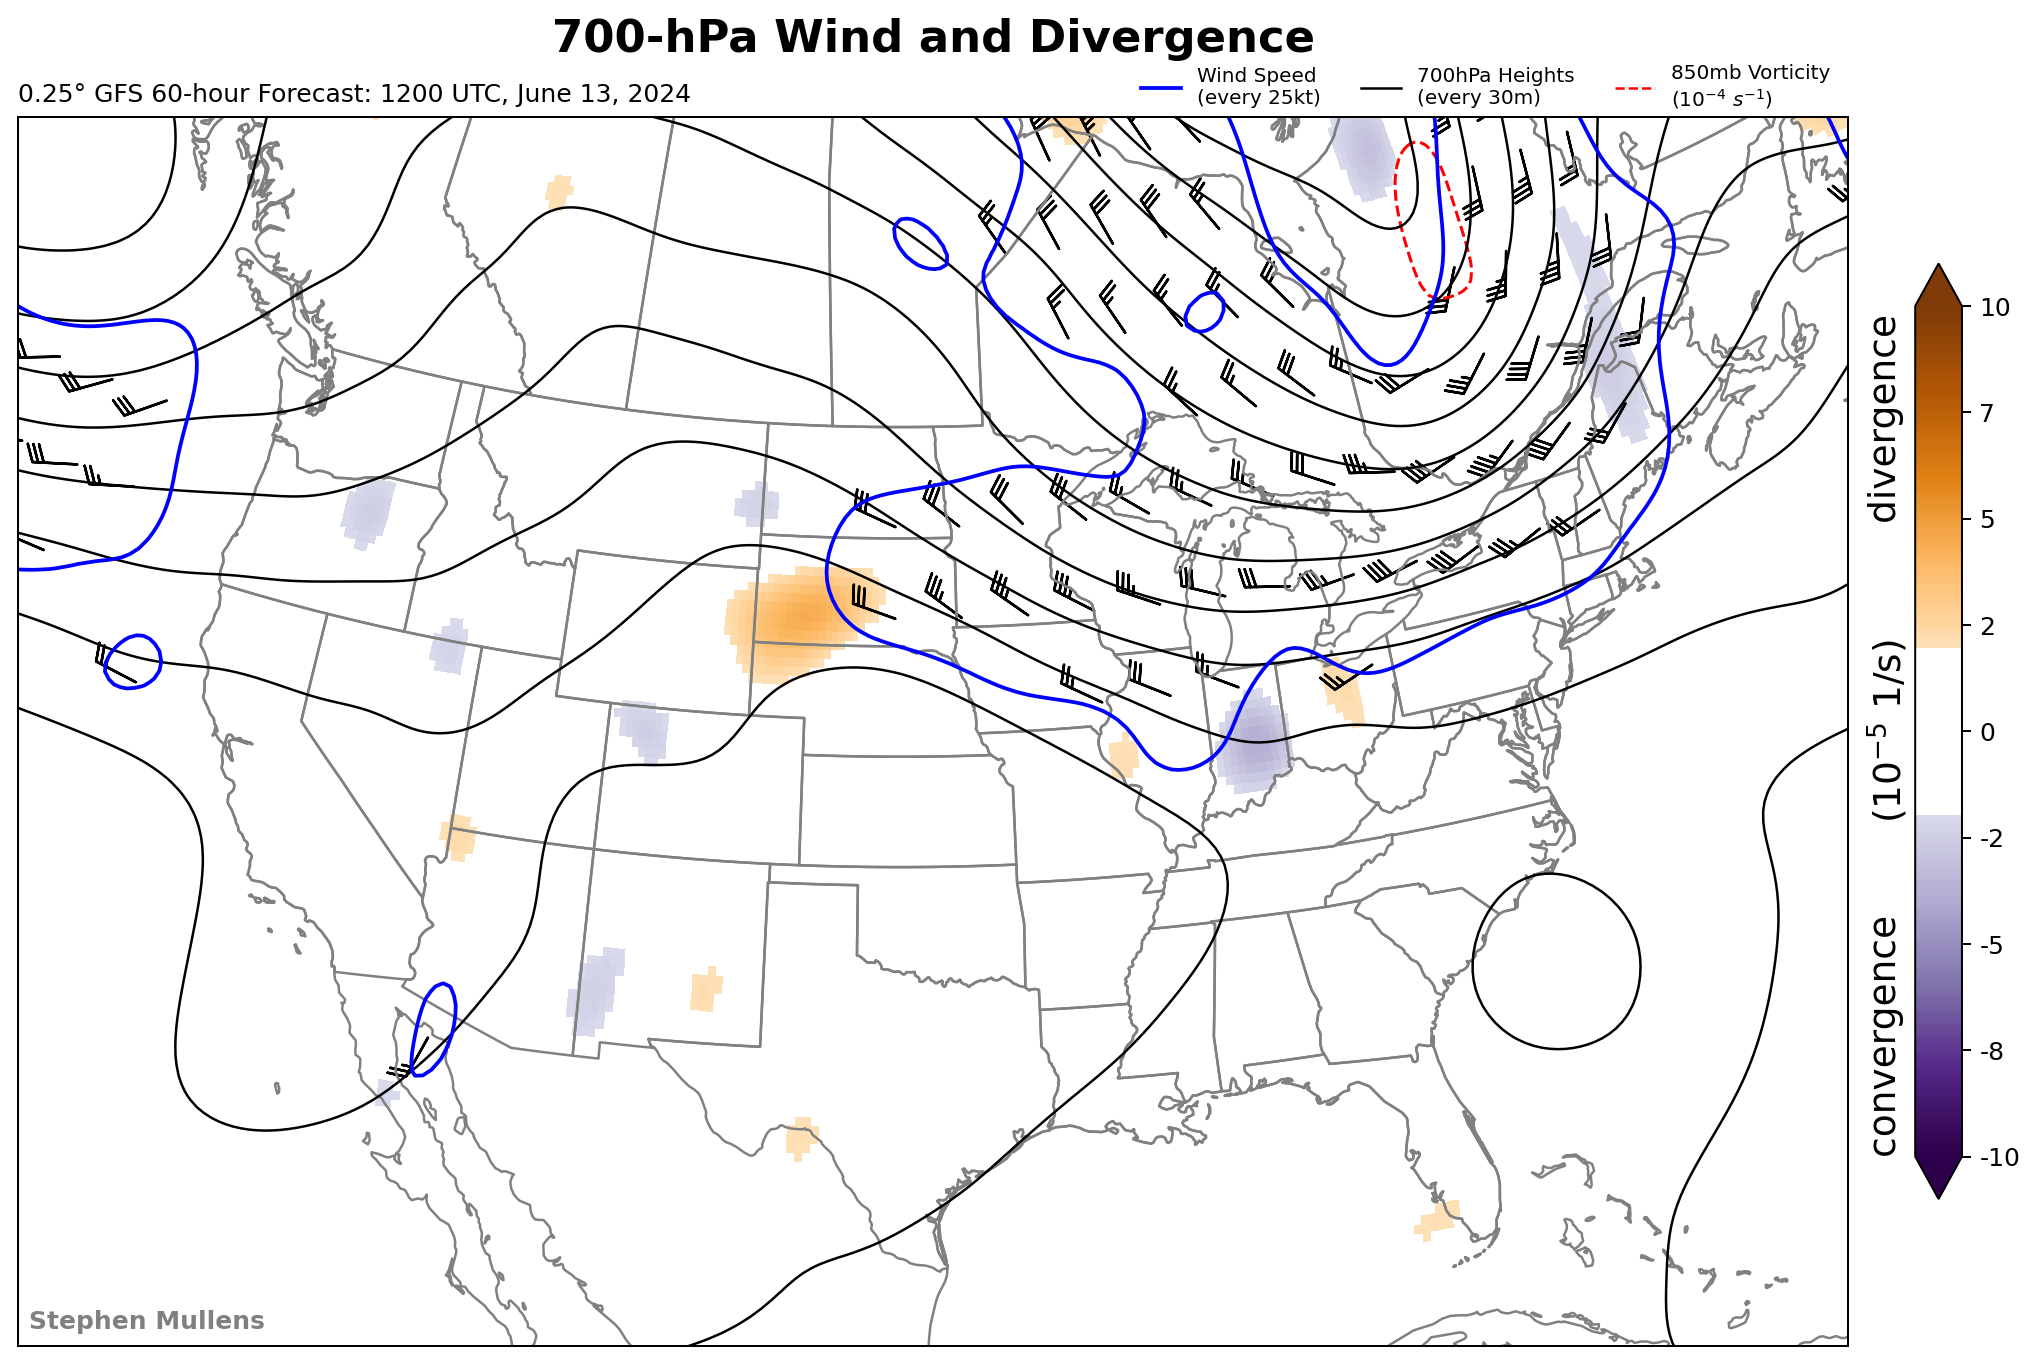 700-hPa Wind and Divergence
0.25° GFS 60-hour Forecast: 1200 UTC, June 13, 2024
Wind Speed
(every 25kt)
700hPa Heights
(every 30m)
850mb Vorticity
(10⁻⁴ s⁻¹)
10
7
5
2
0
-2
-5
-8
-10
convergence (10⁻⁵ 1/s) divergence
Stephen Mullens